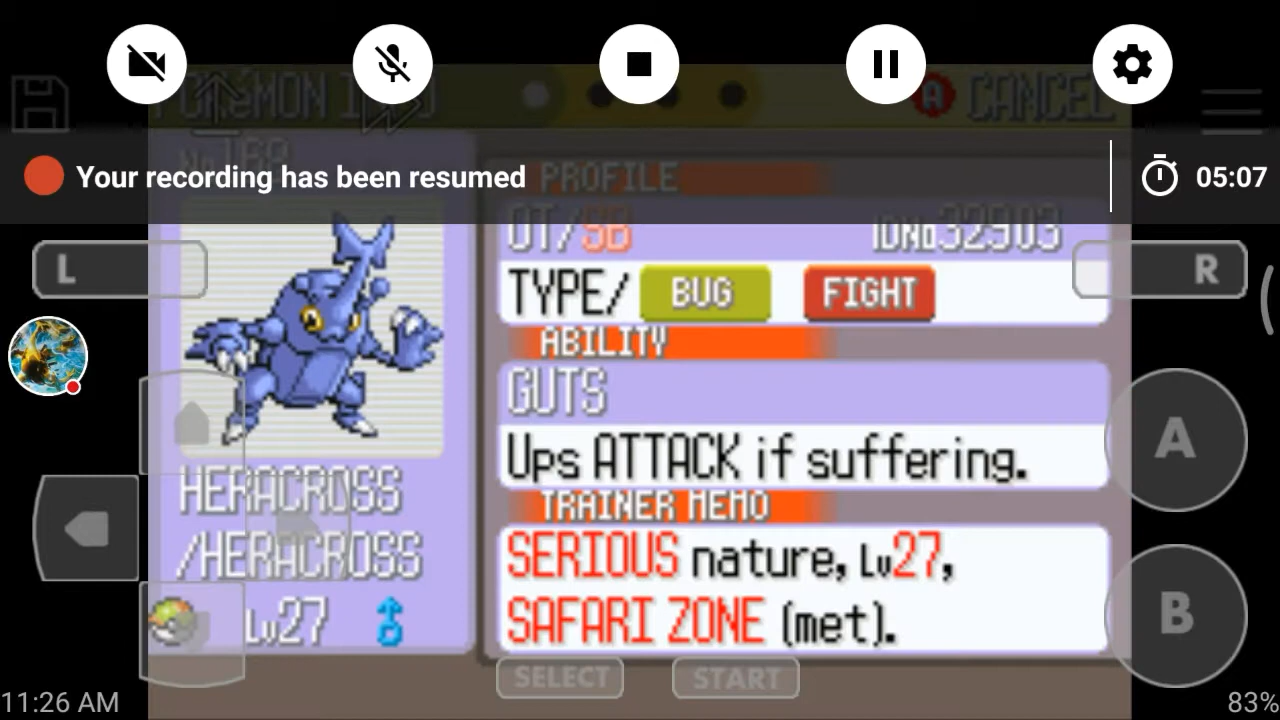 POKéMON INFO
A CANCEL
Your recording has been resumed
05:07
PROFILE
OT/SB
IDNo32903
L
R
TYPE/ BUG FIGHT
ABILITY
GUTS
Ups ATTACK if suffering.
A
HERACROSS
/HERACROSS
TRAINER MEMO
SERIOUS nature, Lv27,
SAFARI ZONE (met).
Lv27
B
SELECT
START
11:26 AM
83%